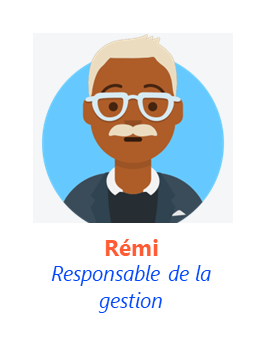 Rémi
Responsable de la
gestion